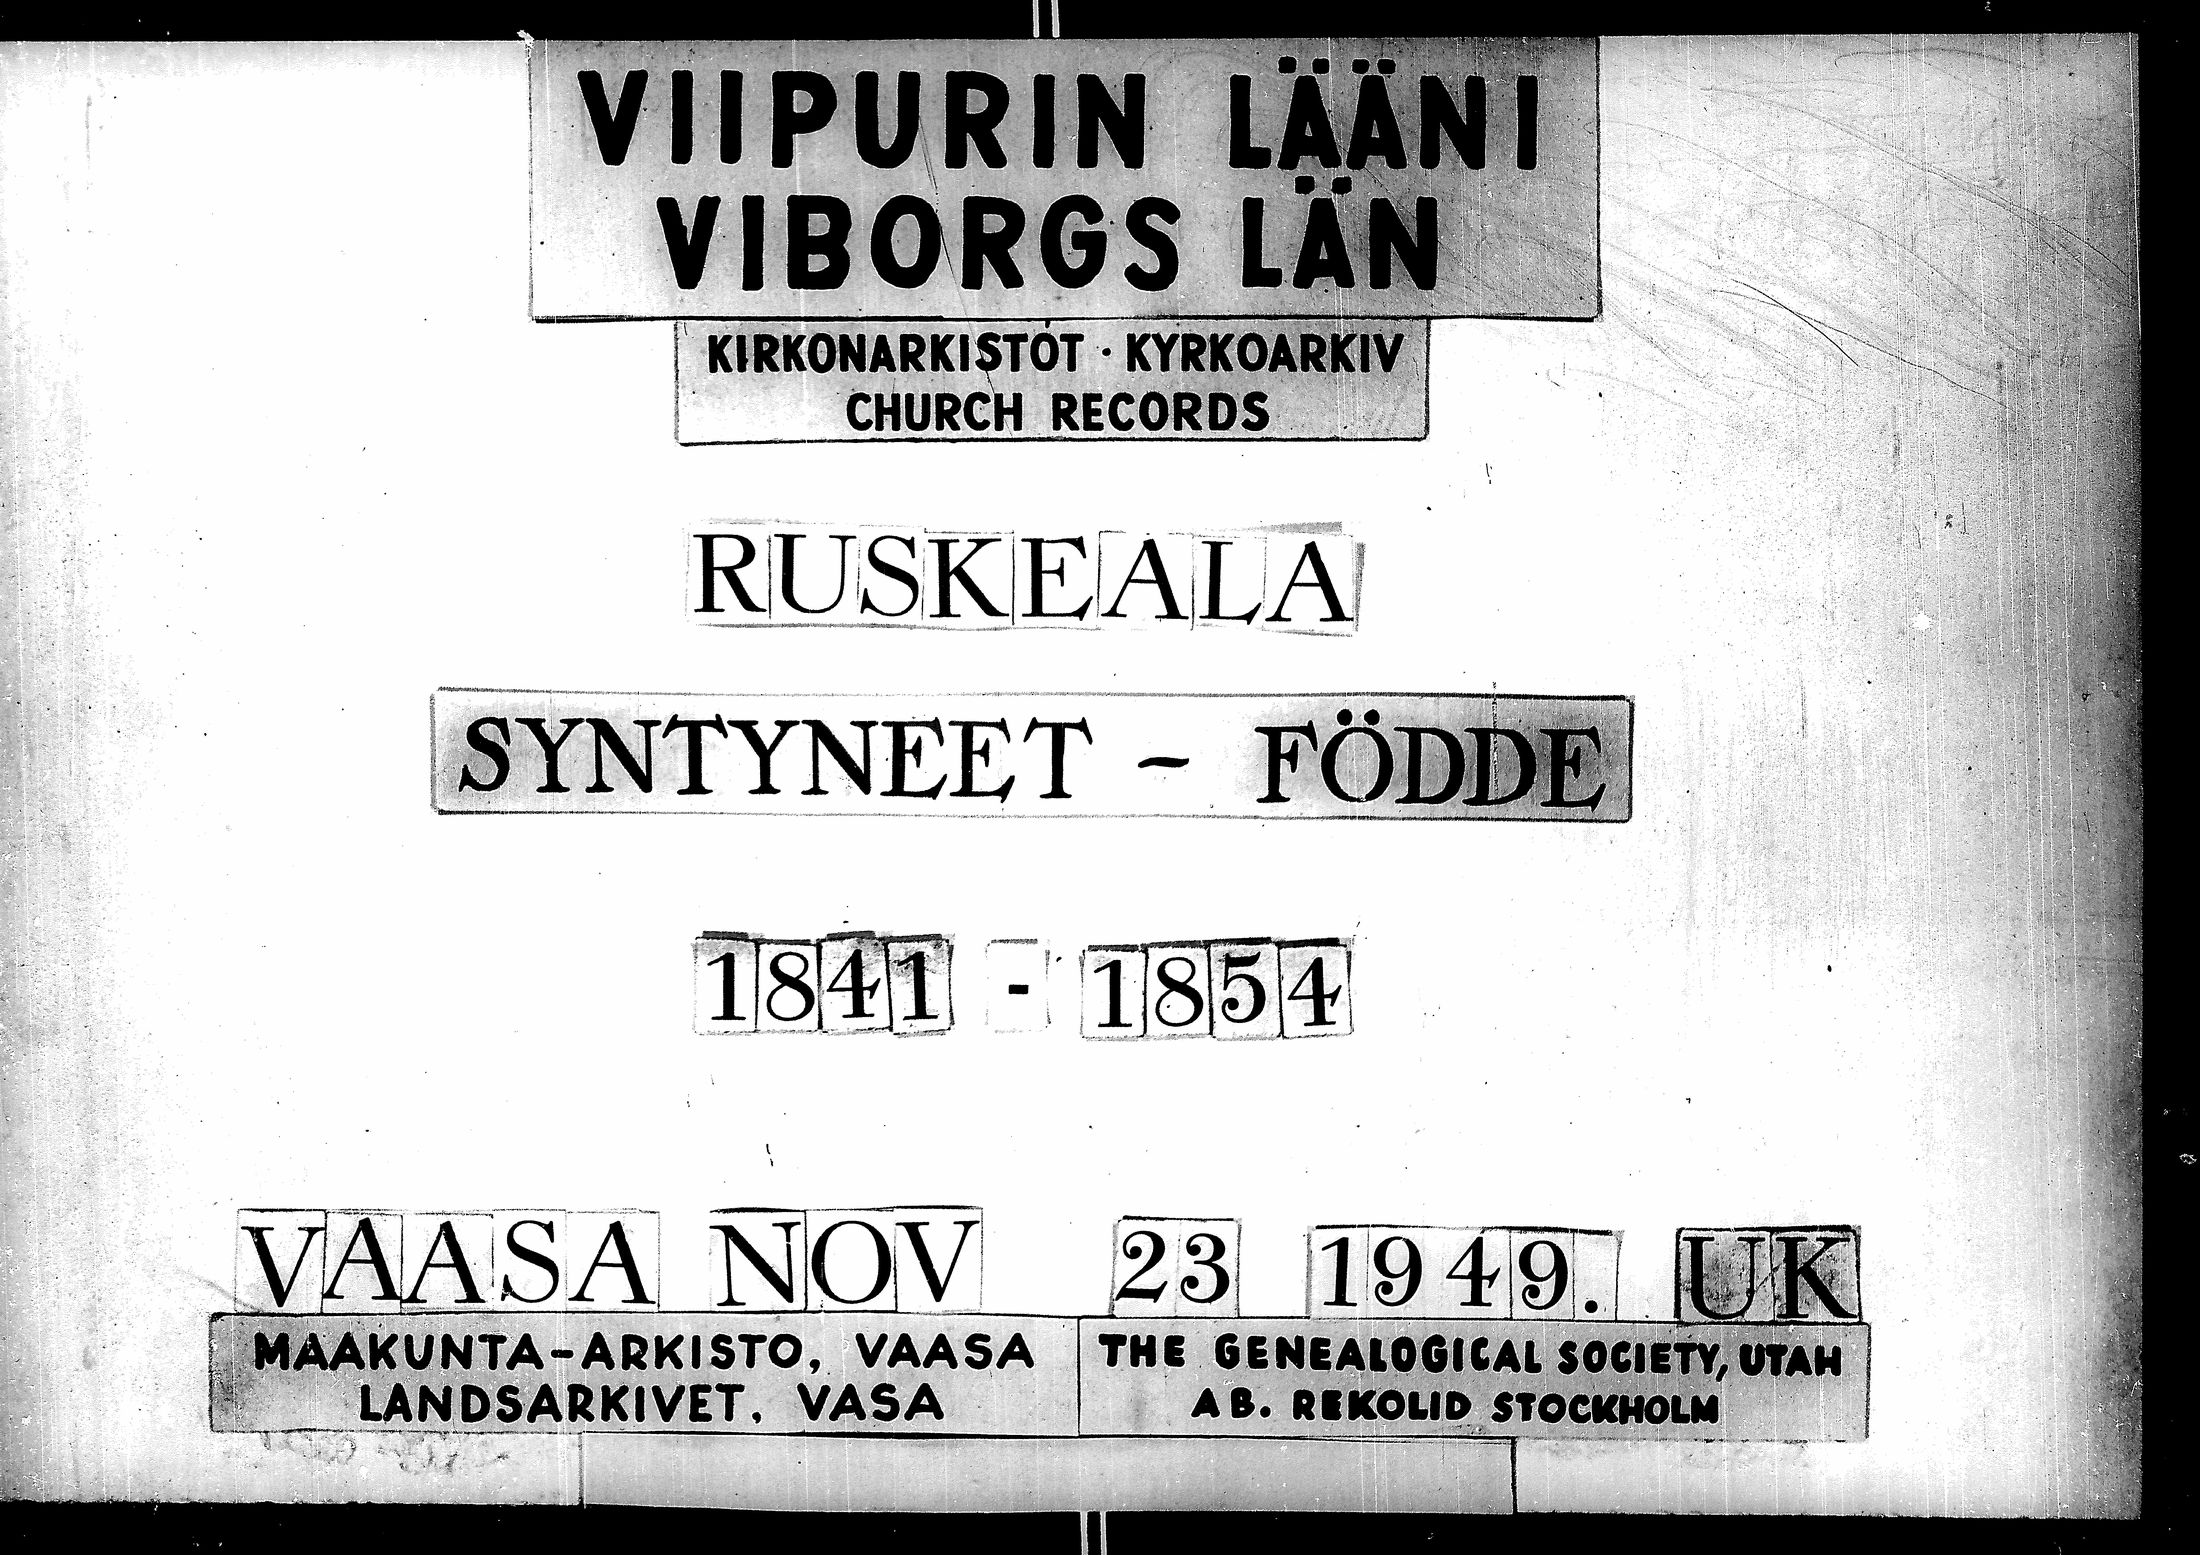 VIIPURIN LÄÄNI
VIBORGS LÄN
KIRKONARKISTOT · KYRKOARKIV
CHURCH RECORDS
RUSKEALA
SYNTYNEET - FÖDDE
1841 - 1854
VAASA NOV 23 1949. UK
MAAKUNTA-ARKISTO, VAASA
LANDSARKIVET, VASA
THE GENEALOGICAL SOCIETY, UTAH
AB. REKOLID STOCKHOLM